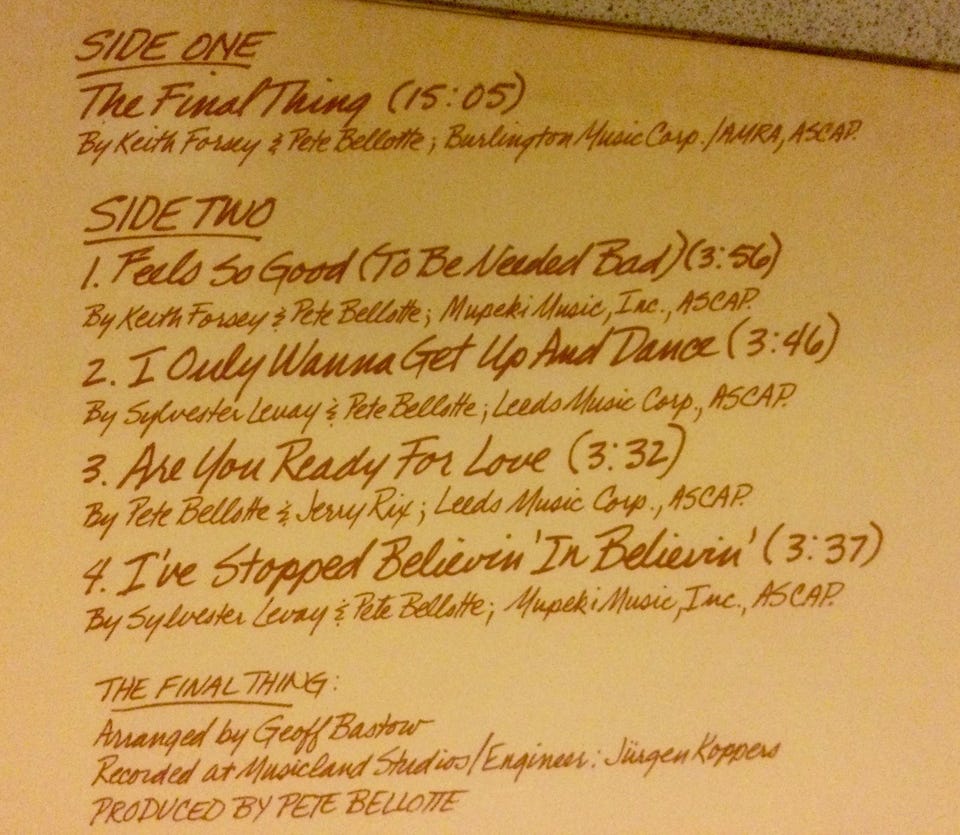 SIDE ONE
The Final Thing (15:05)
By Keith Forsey & Pete Bellotte; Burlington Music Corp./AMRA, ASCAP.
SIDE TWO
1. Feels So Good (To Be Needed Bad) (3:56)
By Keith Forsey & Pete Bellotte; Mupeki Music, Inc., ASCAP.
2. I Only Wanna Get Up And Dance (3:46)
By Sylvester Levay & Pete Bellotte; Leeds Music Corp., ASCAP.
3. Are You Ready For Love (3:32)
By Pete Bellotte & Jerry Rix; Leeds Music Corp., ASCAP.
4. I've Stopped Believin' In Believin' (3:37)
By Sylvester Levay & Pete Bellotte; Mupeki Music, Inc., ASCAP.
THE FINAL THING:
Arranged by Geoff Bastow
Recorded at Musicland Studios/Engineer: Jürgen Koppers
PRODUCED BY PETE BELLOTTE